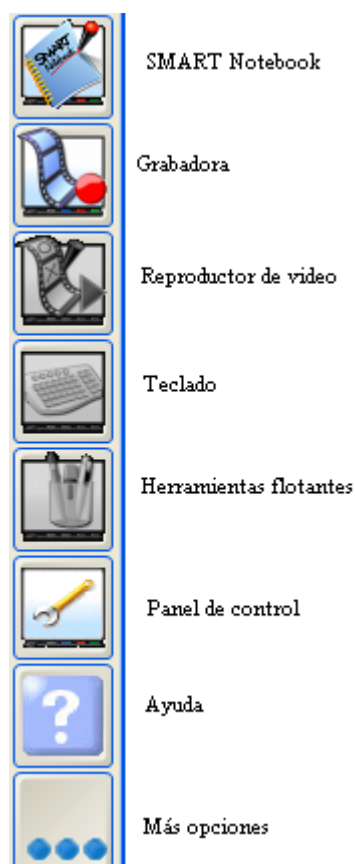 SMART Notebook
Grabadora
Reproductor de video
Teclado
Herramientas flotantes
Panel de control
Ayuda
Más opciones